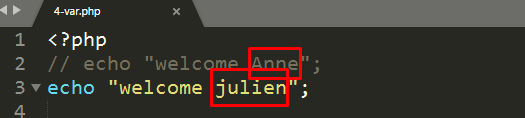 4-var.php ×
1 <?php
2 // echo "welcome Anne";
3 echo "welcome julien";
4